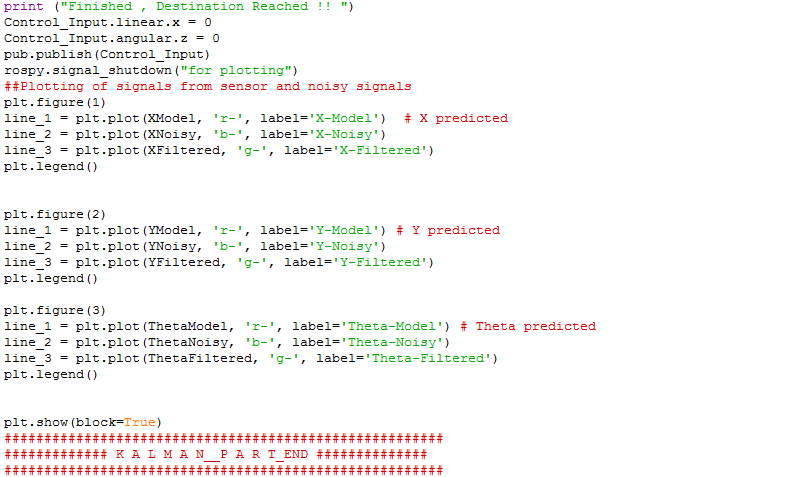 print ("Finished , Destination Reached !! ")
Control_Input.linear.x = 0
Control_Input.angular.z = 0
pub.publish(Control_Input)
rospy.signal_shutdown("for plotting")
##Plotting of signals from sensor and noisy signals
plt.figure(1)
line_1 = plt.plot(XModel, 'r-', label='X-Model')  # X predicted
line_2 = plt.plot(XNoisy, 'b-', label='X-Noisy')
line_3 = plt.plot(XFiltered, 'g-', label='X-Filtered')
plt.legend()
plt.figure(2)
line_1 = plt.plot(YModel, 'r-', label='Y-Model') # Y predicted
line_2 = plt.plot(YNoisy, 'b-', label='Y-Noisy')
line_3 = plt.plot(YFiltered, 'g-', label='Y-Filtered')
plt.legend()
plt.figure(3)
line_1 = plt.plot(ThetaModel, 'r-', label='Theta-Model') # Theta predicted
line_2 = plt.plot(ThetaNoisy, 'b-', label='Theta-Noisy')
line_3 = plt.plot(ThetaFiltered, 'g-', label='Theta-Filtered')
plt.legend()
plt.show(block=True)
#######################################################
############# K A L M A N__P A R T_END ##############
#######################################################